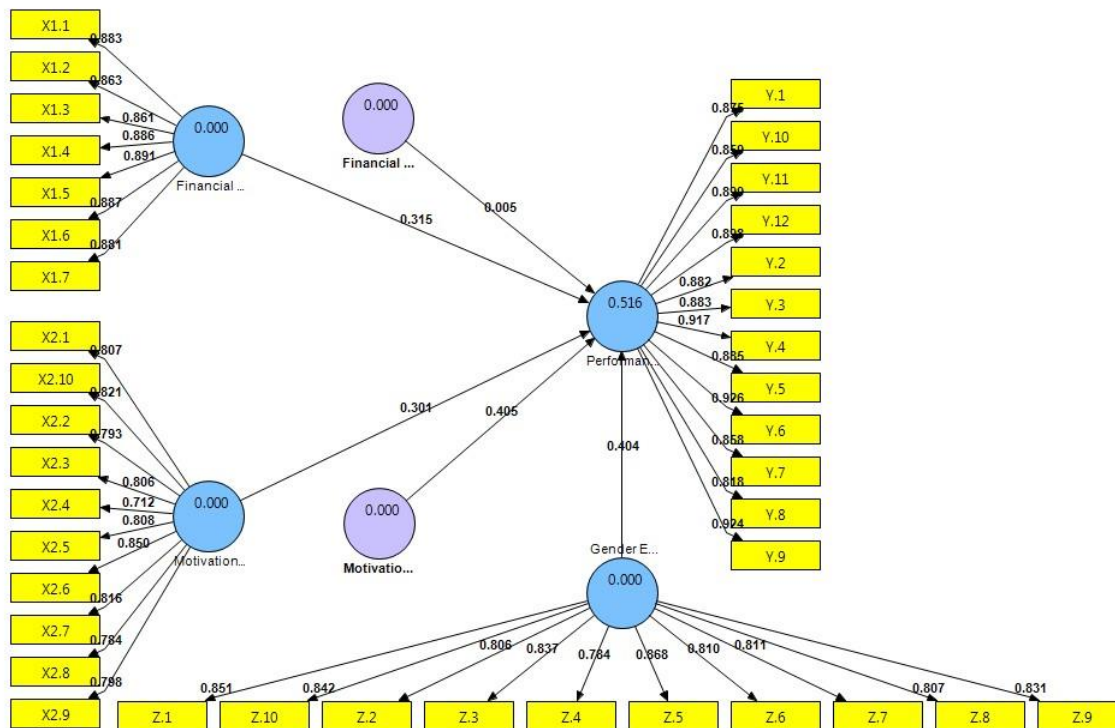 X1.1
0.883
X1.2
0.863
X1.3
0.861
X1.4
0.886
X1.5
0.891
X1.6
0.887
X1.7
0.881
0.000
Financial ...
0.000
Financial ...
0.315
0.005
X2.1
0.807
X2.10
0.821
X2.2
0.793
X2.3
0.806
X2.4
0.712
X2.5
0.808
0.850
X2.6
0.816
X2.7
0.784
X2.8
0.798
X2.9
0.000
Motivation...
0.000
Motivatio...
0.301
0.405
0.516
Performan...
0.404
Y.1
0.875
Y.10
0.859
Y.11
0.899
Y.12
0.898
Y.2
0.882
Y.3
0.883
0.917
Y.4
0.885
Y.5
0.926
Y.6
0.858
Y.7
0.818
Y.8
0.924
Y.9
Gender E...
0.000
0.851
0.842
0.806
0.837
0.784
0.868
0.810
0.811
0.807
0.831
Z.1
Z.10
Z.2
Z.3
Z.4
Z.5
Z.6
Z.7
Z.8
Z.9